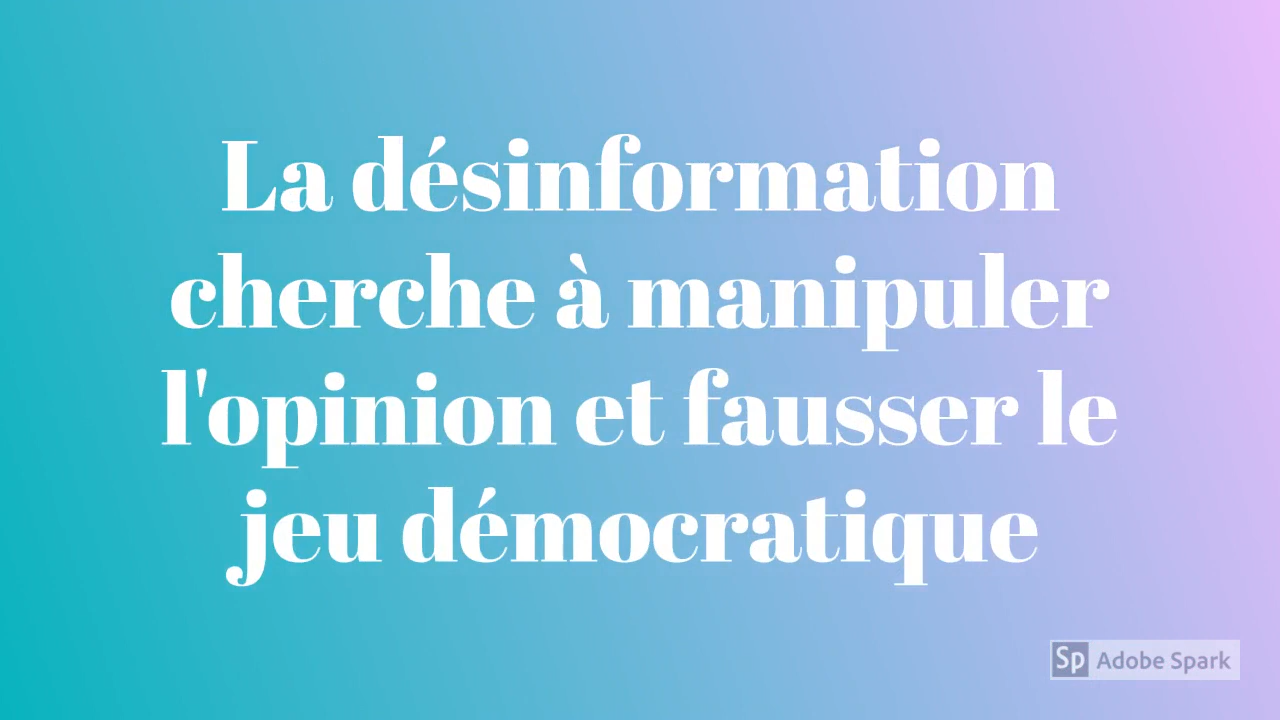 La désinformation
cherche à manipuler
l'opinion et fausser le
jeu démocratique
Sp Adobe Spark